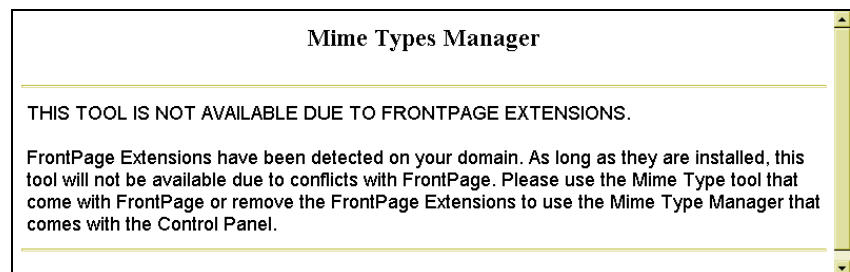 Mime Types Manager
THIS TOOL IS NOT AVAILABLE DUE TO FRONTPAGE EXTENSIONS.
FrontPage Extensions have been detected on your domain. As long as they are installed, this
tool will not be available due to conflicts with FrontPage. Please use the Mime Type tool that
come with FrontPage or remove the FrontPage Extensions to use the Mime Type Manager that
comes with the Control Panel.